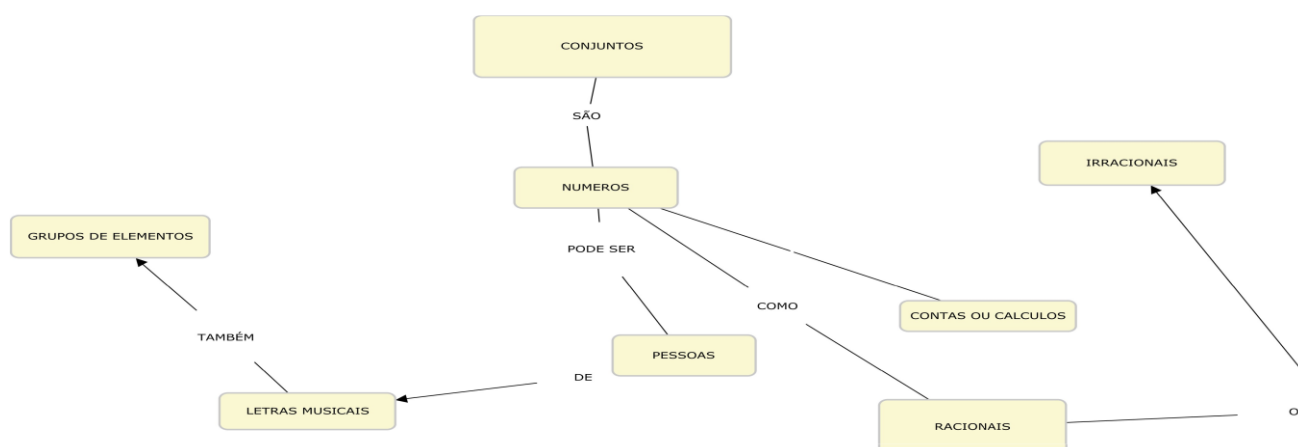 CONJUNTOS
SÃO
IRRACIONAIS
NUMEROS
GRUPOS DE ELEMENTOS
PODE SER
COMO
CONTAS OU CALCULOS
TAMBÉM
PESSOAS
DE
LETRAS MUSICAIS
RACIONAIS